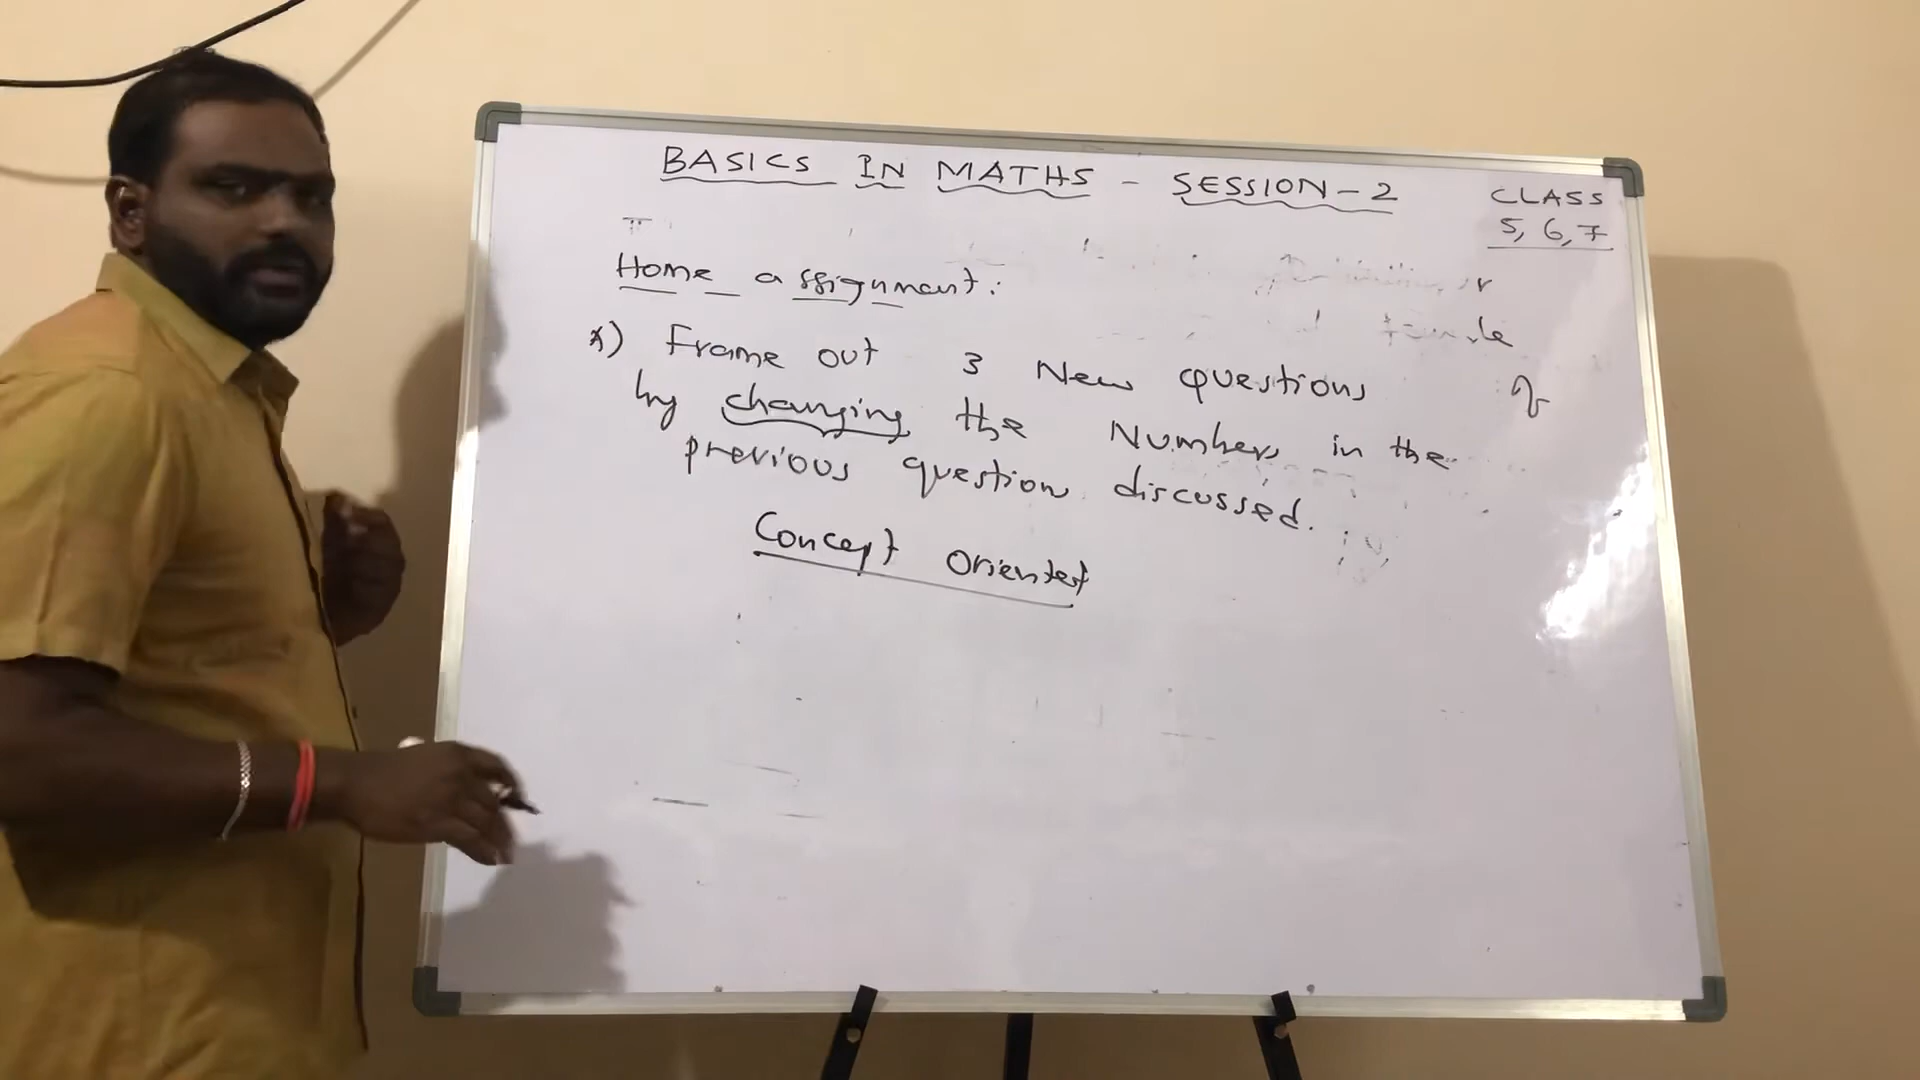 BASICS IN MATHS - SESSION-2
CLASS
5, 6, 7
Home assignment:
*) Frame out 3 New questions
by changing the Numbers in the
previous question discussed.
Concept Oriented